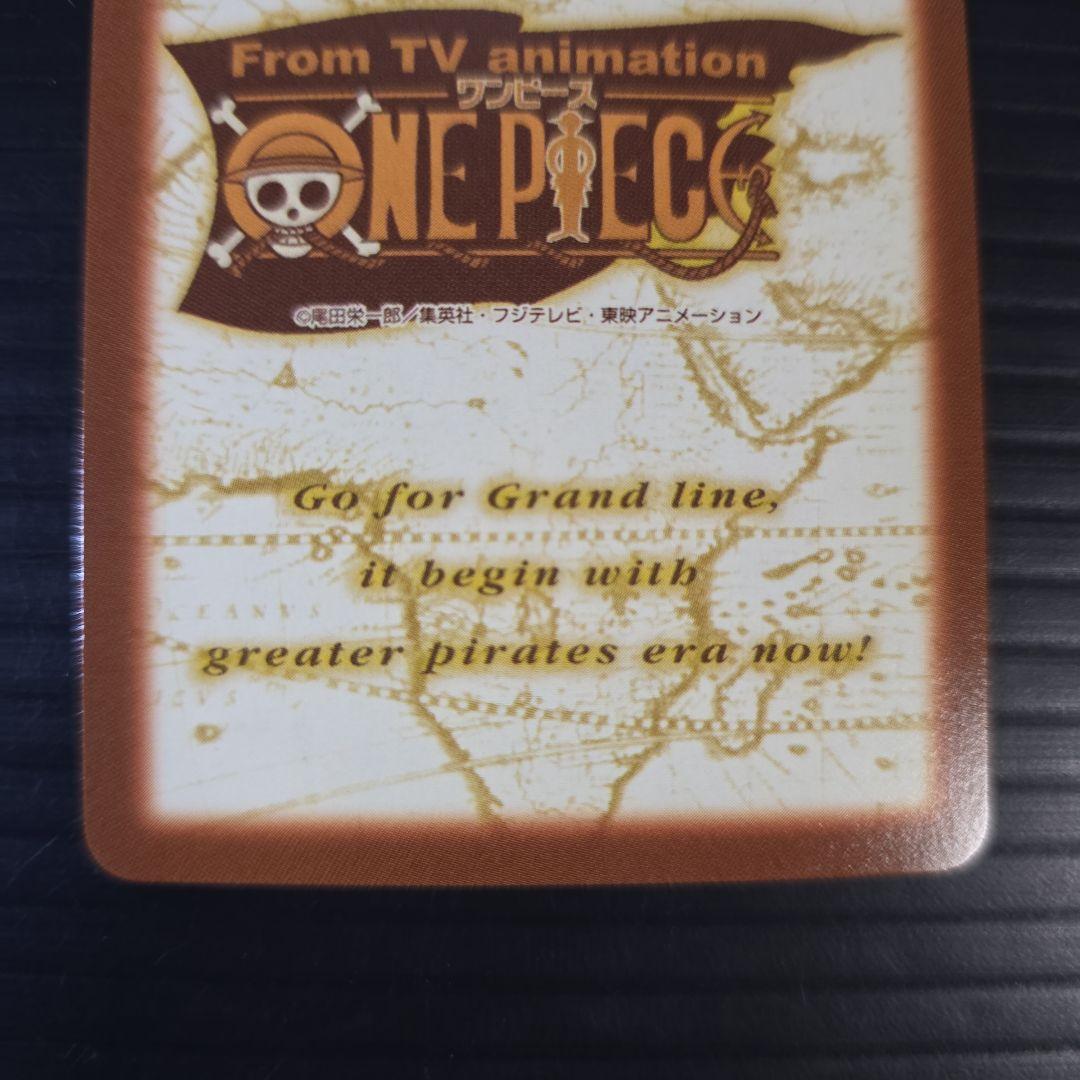 From TV animation
ワンピース
ONE PIECE
©尾田栄一郎／集英社・フジテレビ・東映アニメーション
Go for Grand line,
it begin with
OCEANVS
greater pirates era now!